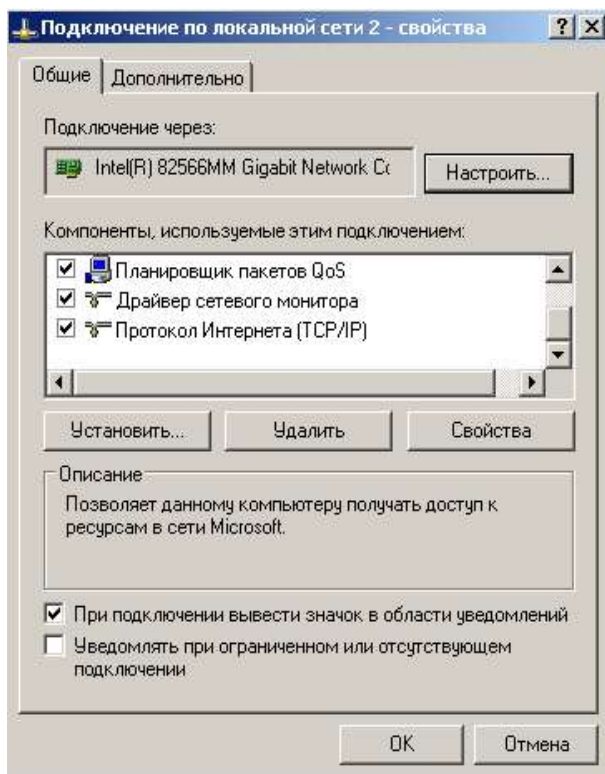 Подключение по локальной сети 2 - свойства
Общие
Дополнительно
Подключение через:
Intel(R) 82566MM Gigabit Network Cc
Настроить...
Компоненты, используемые этим подключением:
Планировщик пакетов QoS
Драйвер сетевого монитора
Протокол Интернета (TCP/IP)
Установить...
Удалить
Свойства
Описание
Позволяет данному компьютеру получать доступ к
ресурсам в сети Microsoft.
При подключении вывести значок в области уведомлений
Уведомлять при ограниченном или отсутствующем
подключении
OK
Отмена